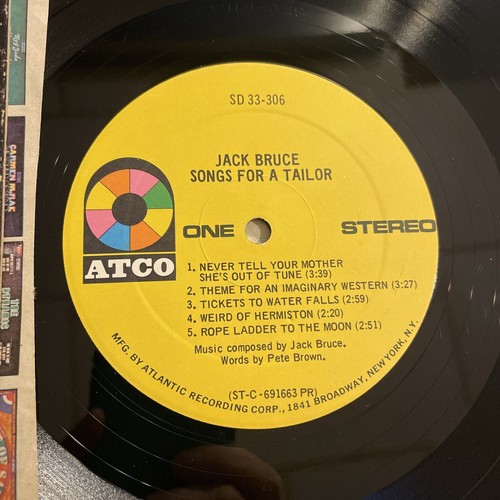 SD 33-306
JACK BRUCE
SONGS FOR A TAILOR
ATCO
ONE
STEREO
1. NEVER TELL YOUR MOTHER
SHE'S OUT OF TUNE (3:39)
2. THEME FOR AN IMAGINARY WESTERN (3:27)
3. TICKETS TO WATER FALLS (2:59)
4. WEIRD OF HERMISTON (2:20)
5. ROPE LADDER TO THE MOON (2:51)
Music composed by Jack Bruce.
Words by Pete Brown.
(ST-C-691663 PR)
MFG. BY ATLANTIC RECORDING CORP., 1841 BROADWAY, NEW YORK, N.Y.
CARMEN McRAE